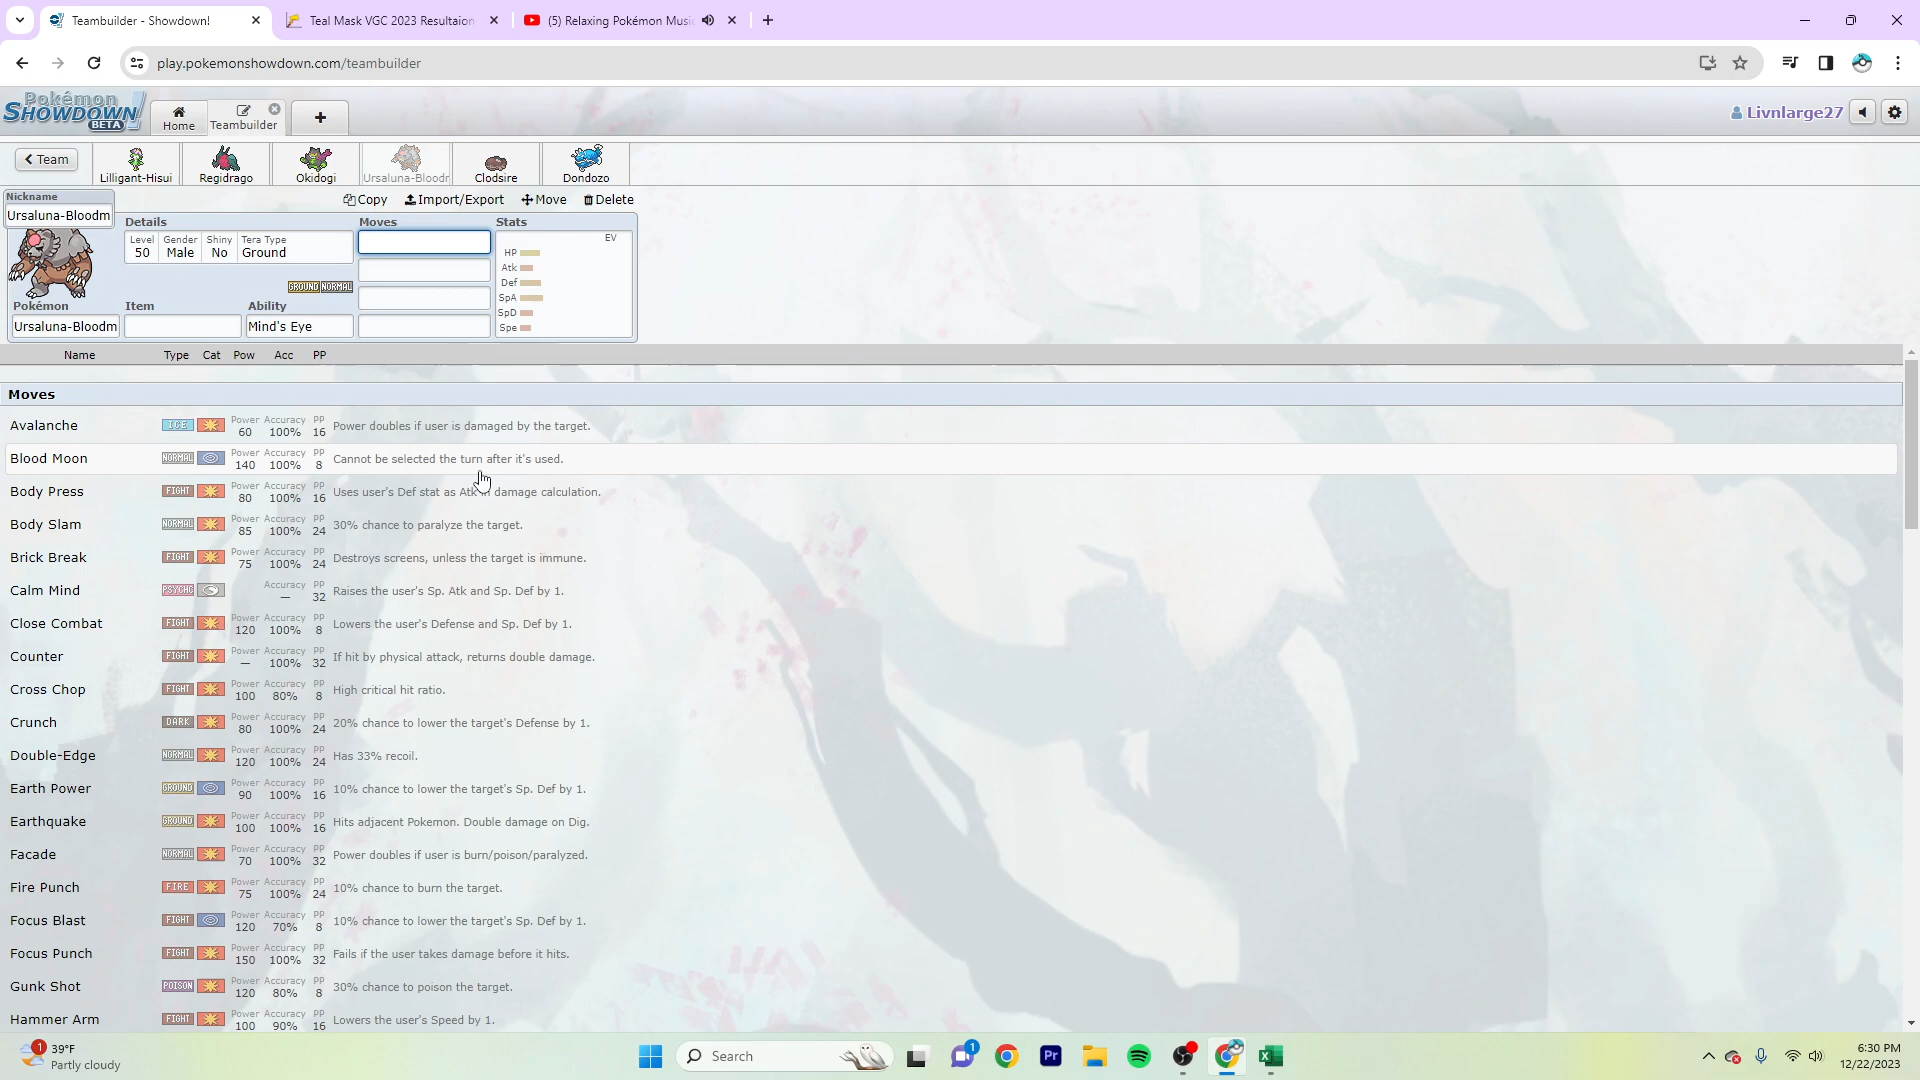 Teambuilder - Showdown!
Teal Mask VGC 2023 Resultaion
(5) Relaxing Pokémon Musi
play.pokemonshowdown.com/teambuilder
Pokémon
SHOWDOWN!
BETA
Home
Teambuilder
Livnlarge27
Team
Lilligant-Hisui
Regidrago
Okidogi
Ursaluna-Bloodr
Clodsire
Dondozo
Nickname
Copy Import/Export Move Delete
Ursaluna-Bloodm
Details Moves Stats
Level Gender Shiny Tera Type EV
50 Male No Ground
HP
Atk
Def
GROUND NORMAL
SpA
Pokémon Item Ability
SpD
Ursaluna-Bloodm Mind's Eye
Spe
Name Type Cat Pow Acc PP
Moves
Avalanche ICE Power 60 Accuracy 100% PP 16 Power doubles if user is damaged by the target.
Blood Moon NORMAL Power 140 Accuracy 100% PP 8 Cannot be selected the turn after it's used.
Body Press FIGHT Power 80 Accuracy 100% PP 16 Uses user's Def stat as Atk damage calculation.
Body Slam NORMAL Power 85 Accuracy 100% PP 24 30% chance to paralyze the target.
Brick Break FIGHT Power 75 Accuracy 100% PP 24 Destroys screens, unless the target is immune.
Calm Mind PSYCHC Accuracy — PP 32 Raises the user's Sp. Atk and Sp. Def by 1.
Close Combat FIGHT Power 120 Accuracy 100% PP 8 Lowers the user's Defense and Sp. Def by 1.
Counter FIGHT Power — Accuracy 100% PP 32 If hit by physical attack, returns double damage.
Cross Chop FIGHT Power 100 Accuracy 80% PP 8 High critical hit ratio.
Crunch DARK Power 80 Accuracy 100% PP 24 20% chance to lower the target's Defense by 1.
Double-Edge NORMAL Power 120 Accuracy 100% PP 24 Has 33% recoil.
Earth Power GROUND Power 90 Accuracy 100% PP 16 10% chance to lower the target's Sp. Def by 1.
Earthquake GROUND Power 100 Accuracy 100% PP 16 Hits adjacent Pokemon. Double damage on Dig.
Facade NORMAL Power 70 Accuracy 100% PP 32 Power doubles if user is burn/poison/paralyzed.
Fire Punch FIRE Power 75 Accuracy 100% PP 24 10% chance to burn the target.
Focus Blast FIGHT Power 120 Accuracy 70% PP 8 10% chance to lower the target's Sp. Def by 1.
Focus Punch FIGHT Power 150 Accuracy 100% PP 32 Fails if the user takes damage before it hits.
Gunk Shot POISON Power 120 Accuracy 80% PP 8 30% chance to poison the target.
Hammer Arm FIGHT Power 100 Accuracy 90% PP 16 Lowers the user's Speed by 1.
1
39°F
Partly cloudy
Search
1
Pr
6:30 PM
12/22/2023